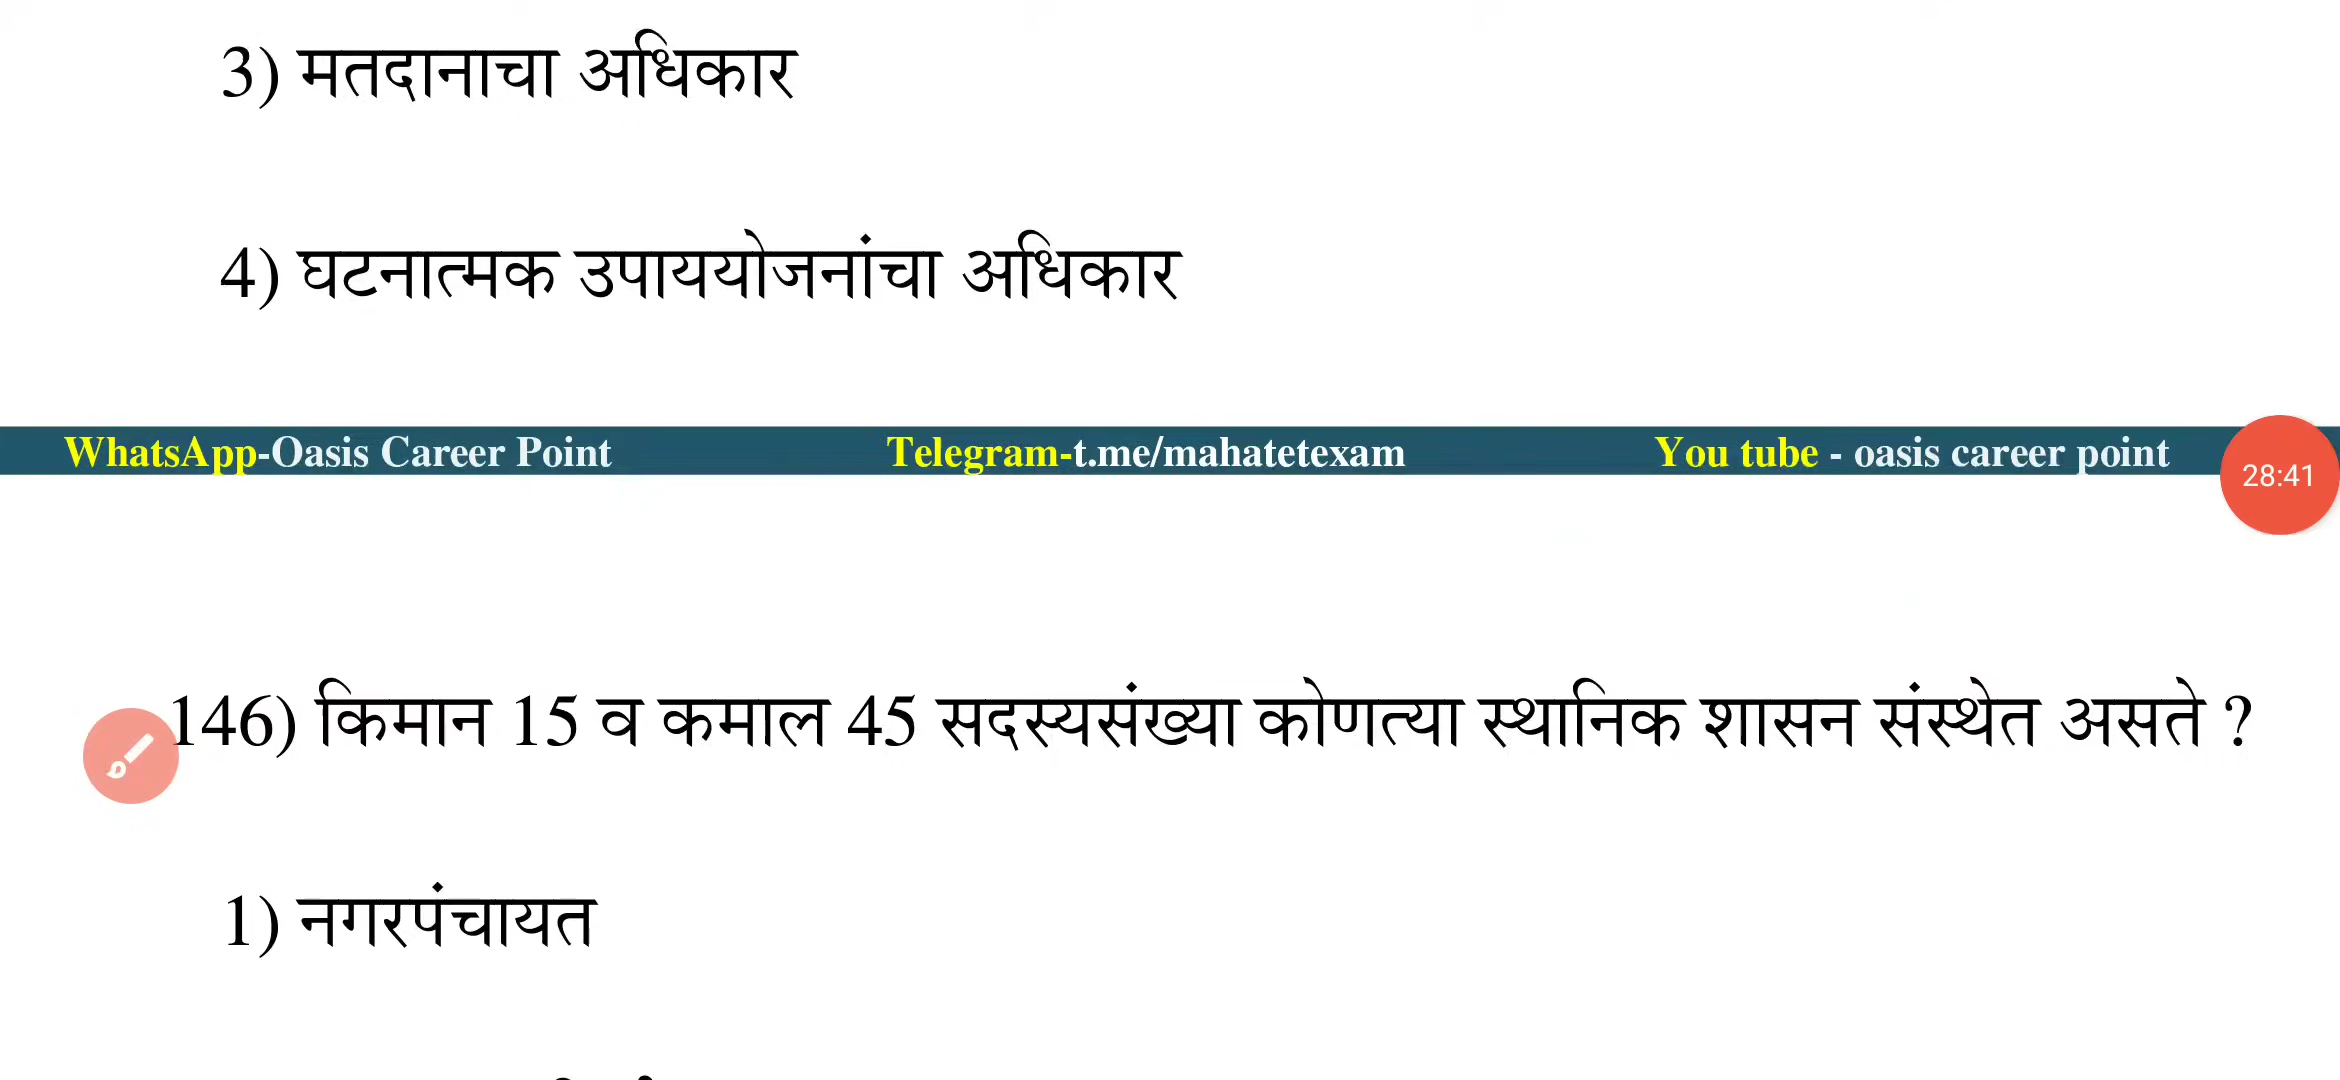 3) मतदानाचा अधिकार
4) घटनात्मक उपाययोजनांचा अधिकार
WhatsApp-Oasis Career Point Telegram-t.me/mahatetexam You tube - oasis career point
28:41
146) किमान 15 व कमाल 45 सदस्यसंख्या कोणत्या स्थानिक शासन संस्थेत असते ?
1) नगरपंचायत